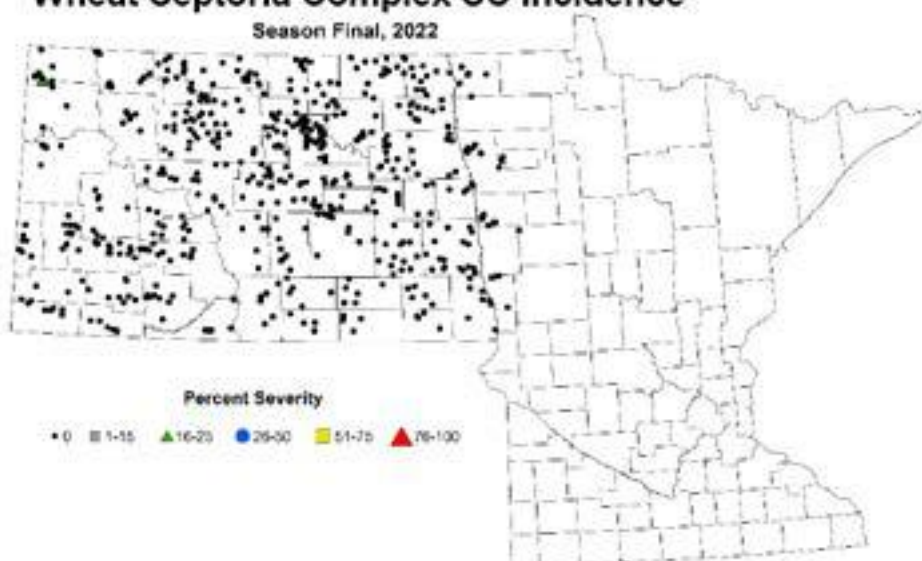 Wheat Septoria Complex CC Incidence
Season Final, 2022
Percent Severity
0 1-15 16-25 26-50 51-75 76-100